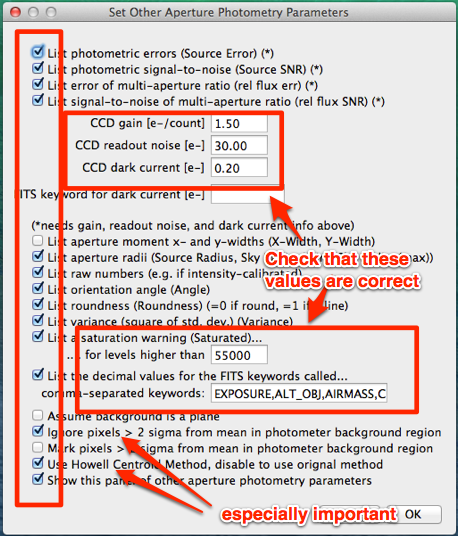 Set Other Aperture Photometry Parameters
List photometric errors (Source Error) (*)
List photometric signal-to-noise (Source SNR) (*)
List error of multi-aperture ratio (rel flux err) (*)
List signal-to-noise of multi-aperture ratio (rel flux SNR) (*)
CCD gain [e-/count] 1.50
CCD readout noise [e-] 30.00
CCD dark current [e-] 0.20
FITS keyword for dark current [e-]
(*needs gain, readout noise, and dark current info above)
List aperture moment x- and y-widths (X-Width, Y-Width)
List aperture radii (Source Radius, Sky max))
Check that these
values are correct
List raw numbers (e.g. if intensity-calibrated)
List orientation angle (Angle)
List roundness (Roundness) (=0 if round, =1 if line)
List variance (square of std. dev.) (Variance)
List a saturation warning (Saturated)...
... for levels higher than 55000
List the decimal values for the FITS keywords called...
comma-separated keywords: EXPOSURE,ALT_OBJ,AIRMASS,C
Assume background is a plane
Ignore pixels > 2 sigma from mean in photometer background region
Mark pixels > sigma from mean in photometer background region
Use Howell Centroid Method, disable to use orignal method
Show this panel of other aperture photometry parameters
especially important
OK